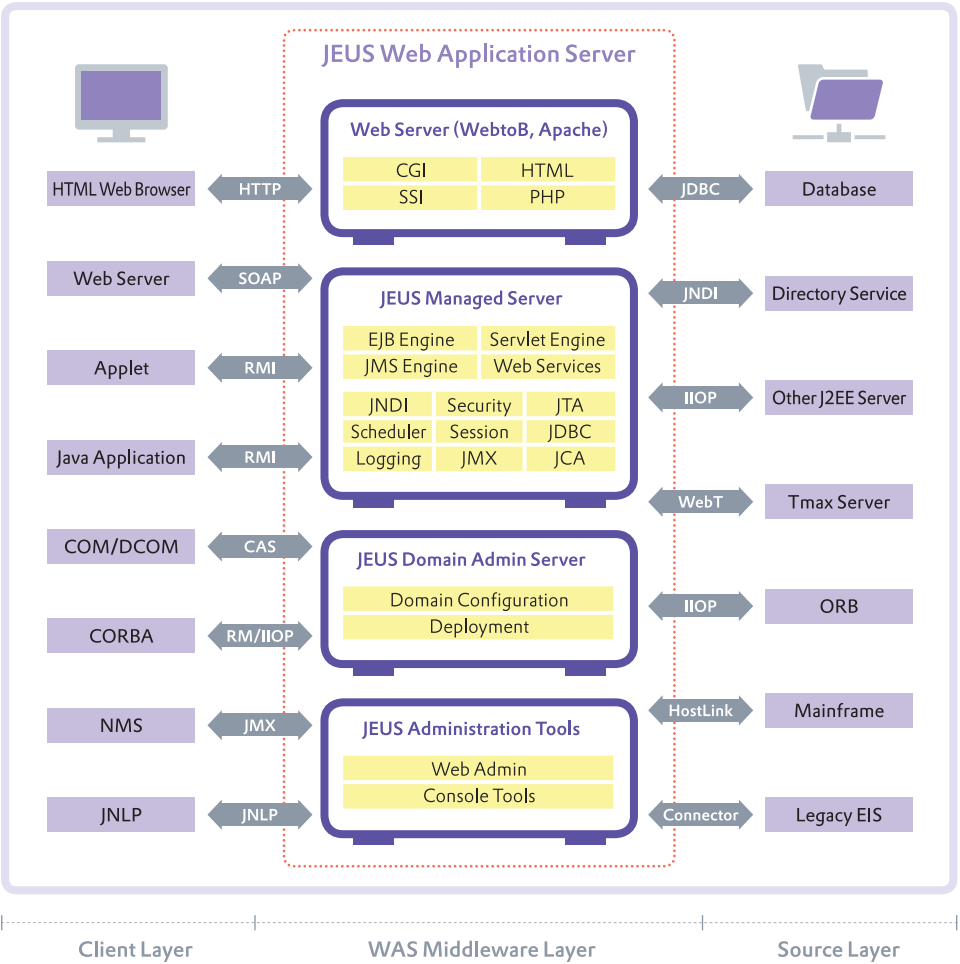 JEUS Web Application Server
Web Server (WebtoB, Apache)
CGI HTML
SSI PHP
HTML Web Browser HTTP JDBC Database
Web Server SOAP
JEUS Managed Server
JNDI Directory Service
EJB Engine Servlet Engine
JMS Engine Web Services
Applet RMI
JNDI Security JTA
Scheduler Session JDBC
Logging JMX JCA
IIOP Other J2EE Server
Java Application RMI
WebT Tmax Server
COM/DCOM CAS
JEUS Domain Admin Server
Domain Configuration
Deployment
IIOP ORB
CORBA RM/IIOP
HostLink Mainframe
NMS JMX
JEUS Administration Tools
Web Admin
Console Tools
JNLP JNLP Connector Legacy EIS
Client Layer WAS Middleware Layer Source Layer